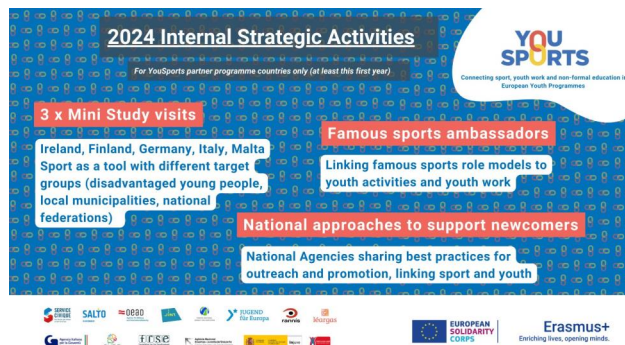 2024 Internal Strategic Activities
For YouSports partner programme countries only (at least this first year)
YOU
SPORTS
Connecting sport, youth work and non-formal education in
European Youth Programmes
3 x Mini Study visits
Ireland, Finland, Germany, Italy, Malta
Sport as a tool with different target
groups (disadvantaged young people,
local municipalities, national
federations)
Famous sports ambassadors
Linking famous sports role models to
youth activities and youth work
National approaches to support newcomers
National Agencies sharing best practices for
outreach and promotion, linking sport and youth
SERVICE
CIVIQUE
SALTO
oead
JUGEND
für Europa
rannis
Margus
frse
EUROPEAN
SOLIDARITY
CORPS
Erasmus+
Enriching lives, opening minds.